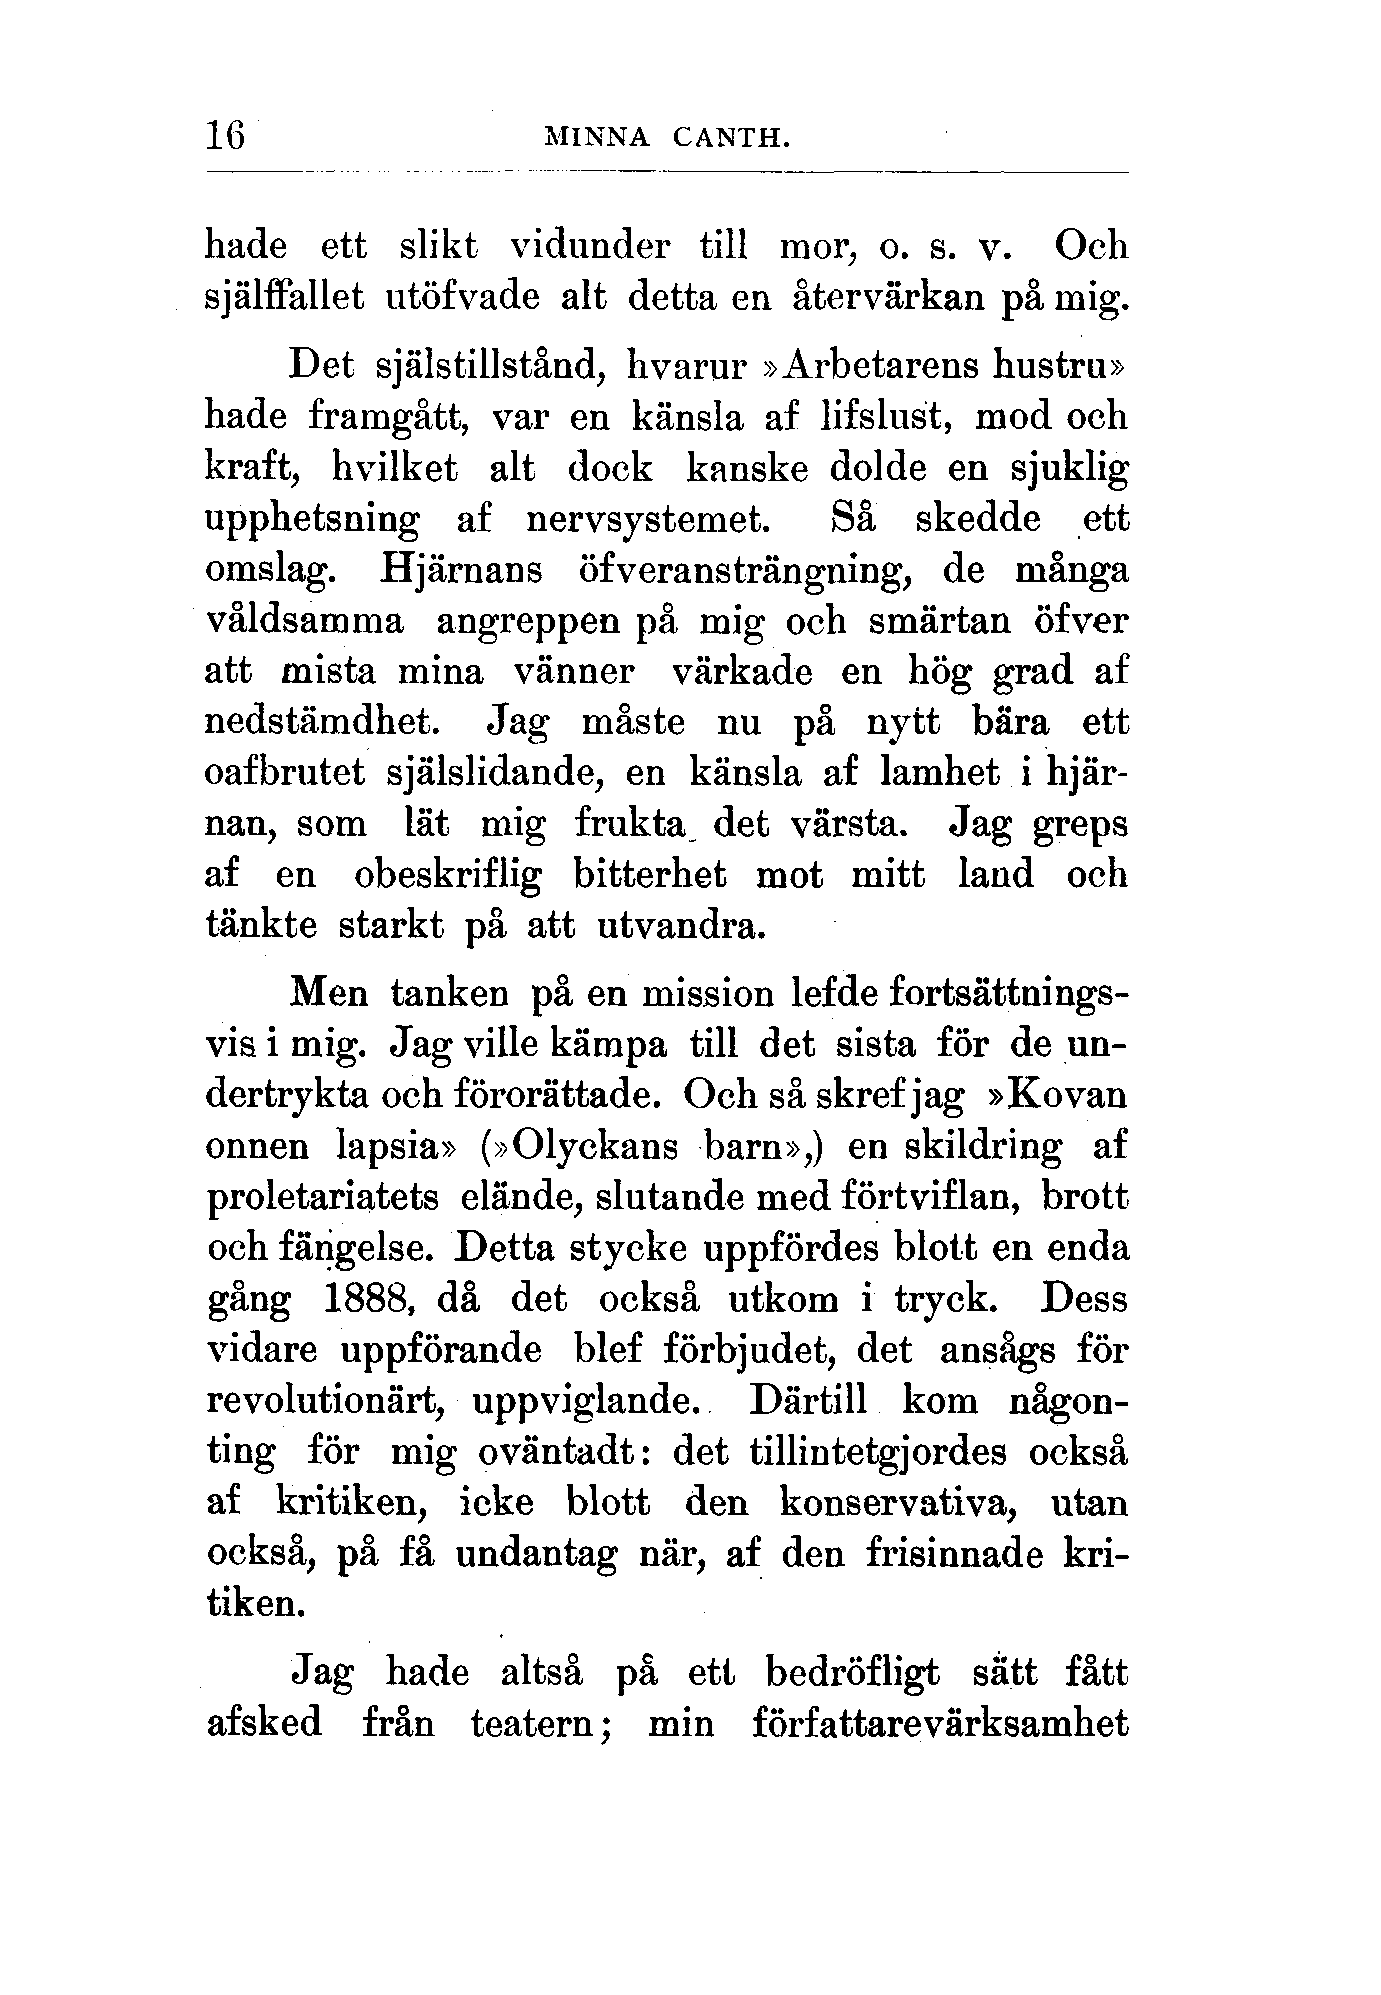 16 MINNA CANTH.
hade ett slikt vidunder till mor, o. s. v. Och
själffallet utöfvade alt detta en återvärkan på mig.
Det själstillstånd, hvarur »Arbetarens hustru»
hade framgått, var en känsla af lifslust, mod och
kraft, hvilket alt dock kanske dolde en sjuklig
upphetsning af nervsystemet. Så skedde ett
omslag. Hjärnans öfveransträngning, de många
våldsamma angreppen på mig och smärtan öfver
att mista mina vänner värkade en hög grad af
nedstämdhet. Jag måste nu på nytt bära ett
oafbrutet själslidande, en känsla af lamhet i hjär-
nan, som lät mig frukta det värsta. Jag greps
af en obeskriflig bitterhet mot mitt land och
tänkte starkt på att utvandra.
Men tanken på en mission lefde fortsättnings-
vis i mig. Jag ville kämpa till det sista för de un-
dertrykta och förorättade. Och så skref jag »Kovan
onnen lapsia» (»Olyckans barn»,) en skildring af
proletariatets elände, slutande med förtviflan, brott
och fängelse. Detta stycke uppfördes blott en enda
gång 1888, då det också utkom i tryck. Dess
vidare uppförande blef förbjudet, det ansågs för
revolutionärt, uppviglande. Därtill kom någon-
ting för mig oväntadt: det tillintetgjordes också
af kritiken, icke blott den konservativa, utan
också, på få undantag när, af den frisinnade kri-
tiken.
Jag hade altså på ett bedröfligt sätt fått
afsked från teatern; min författarevärksamhet